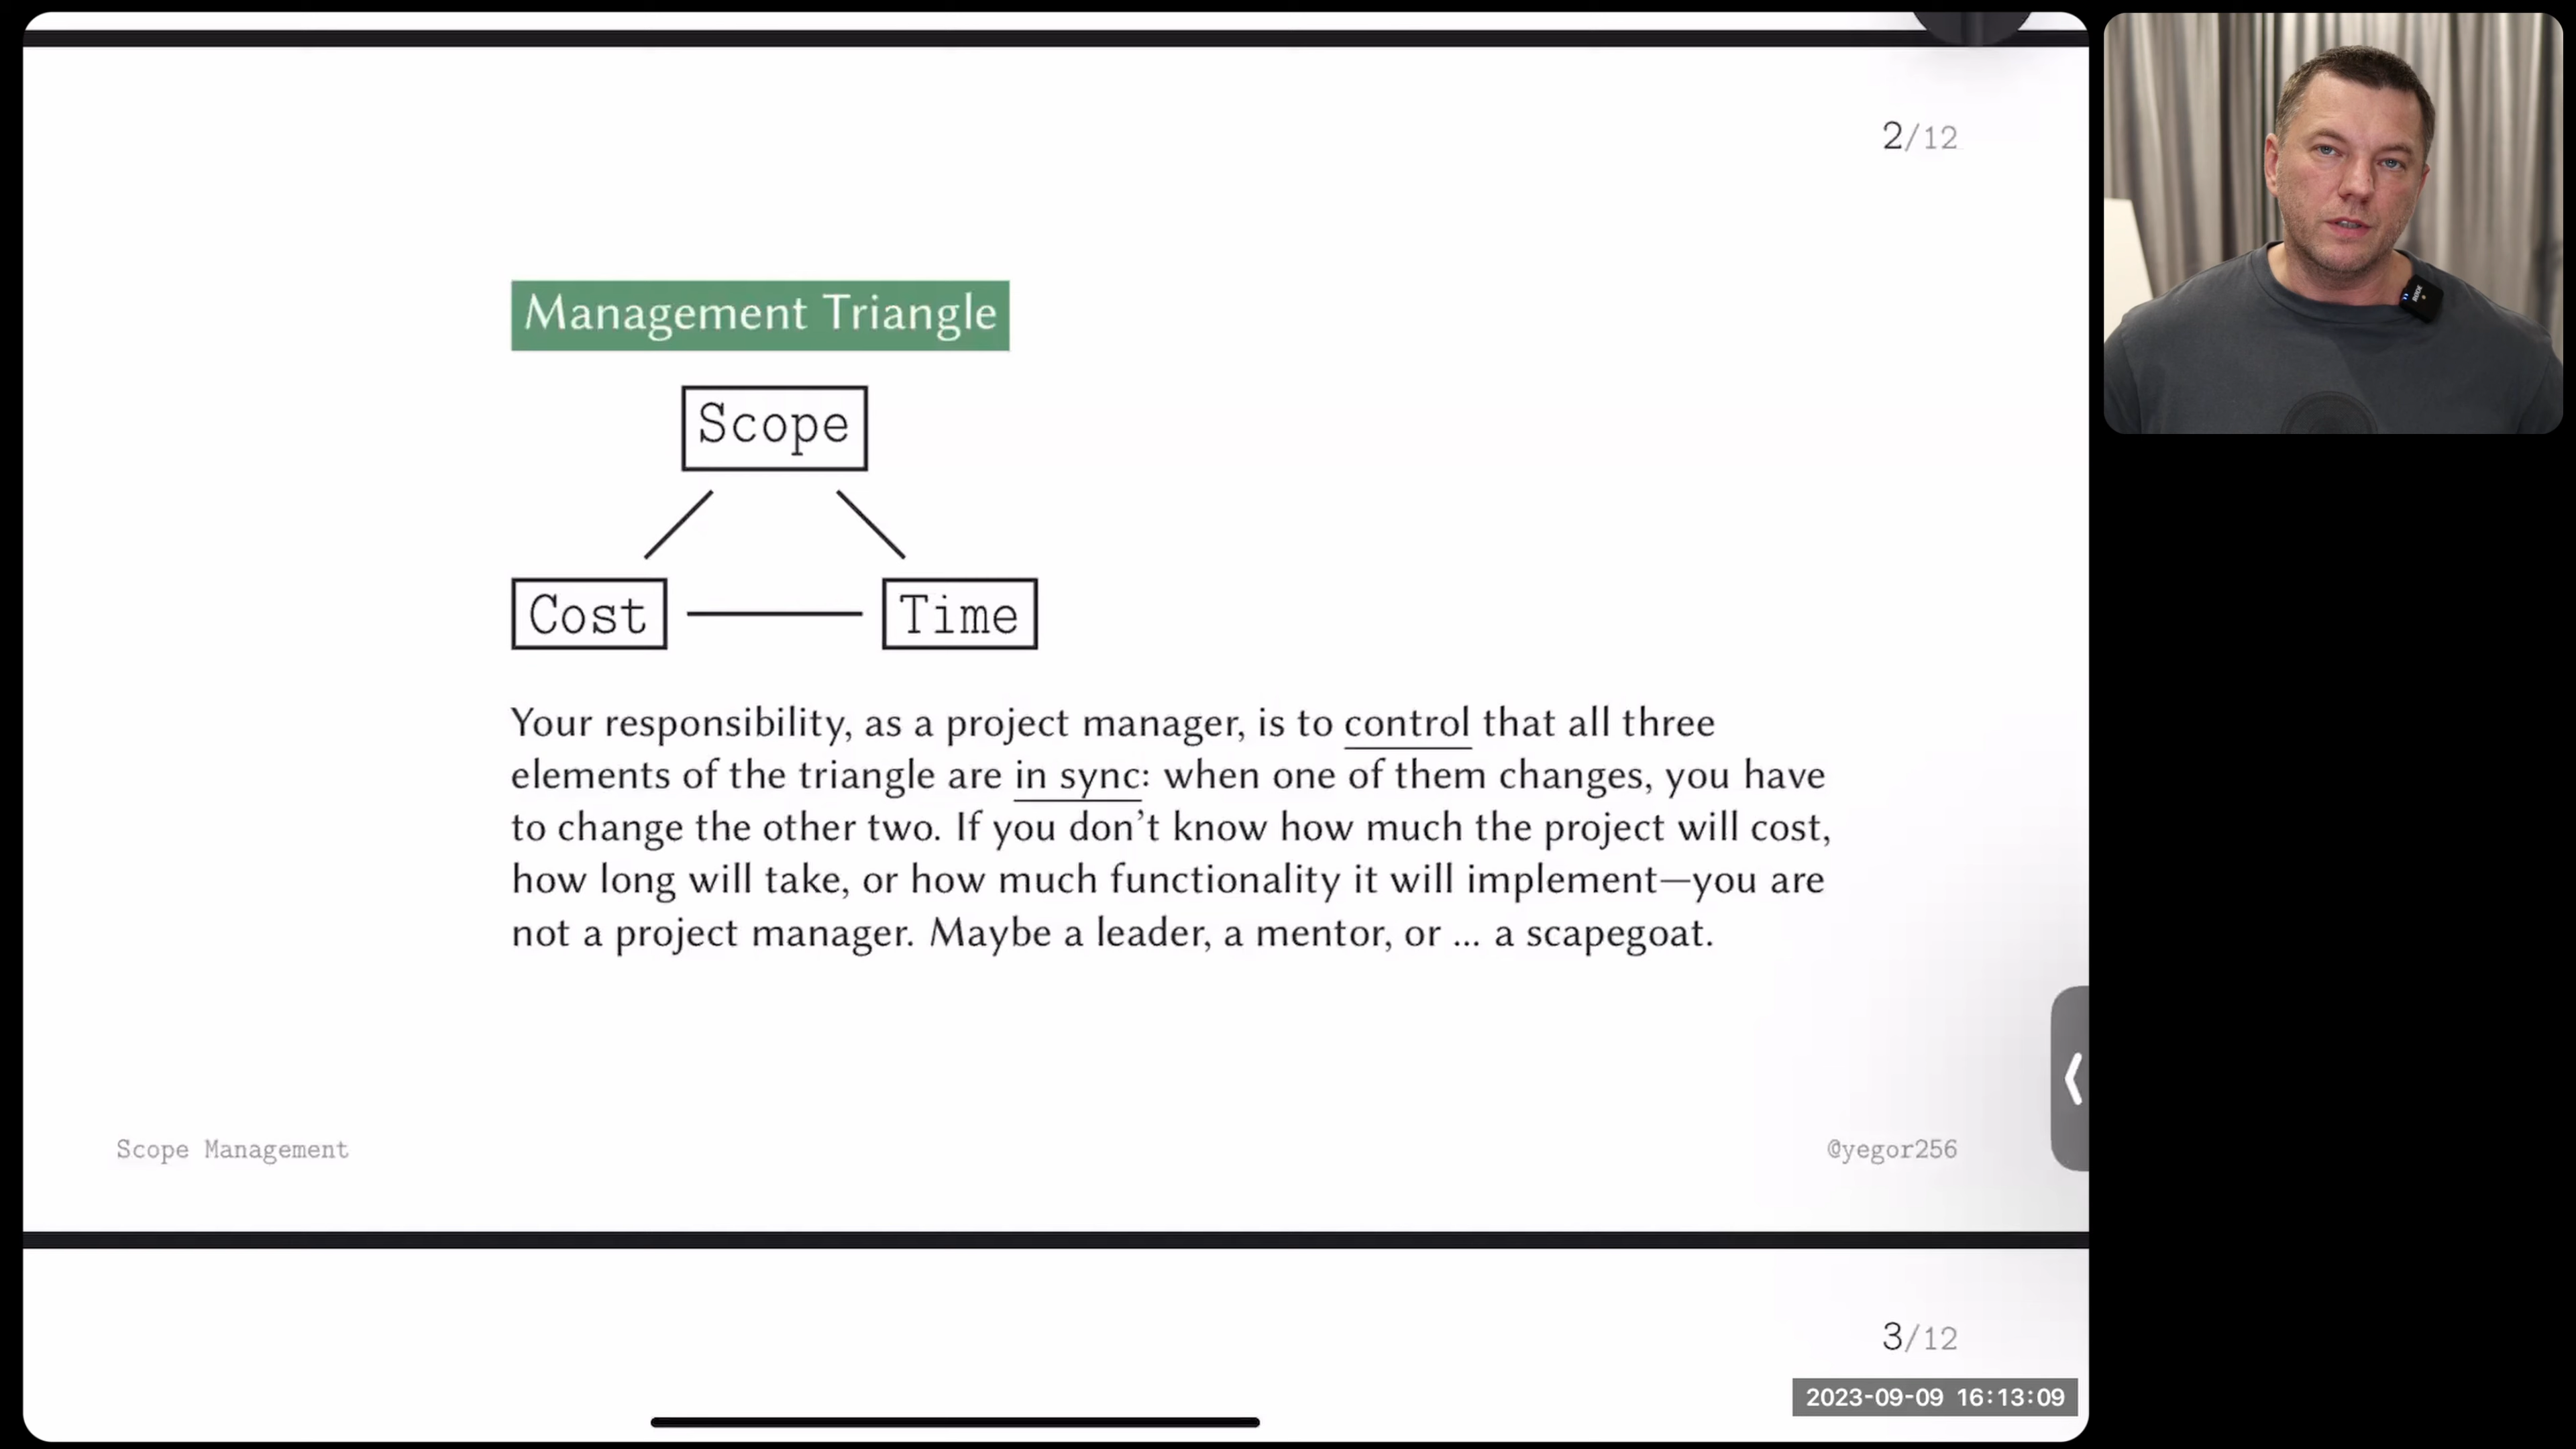 2/12
Management Triangle
Scope
Cost
Time
Your responsibility, as a project manager, is to control that all three
elements of the triangle are in sync: when one of them changes, you have
to change the other two. If you don’t know how much the project will cost,
how long will take, or how much functionality it will implement—you are
not a project manager. Maybe a leader, a mentor, or ... a scapegoat.
Scope Management
@yegor256
3/12
2023-09-09 16:13:09